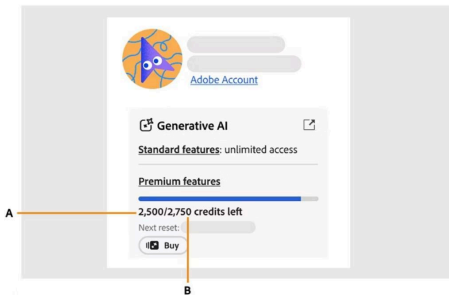 Adobe Account
Generative AI
Standard features: unlimited access
Premium features
A
2,500/2,750 credits left
Next reset:
Buy
B